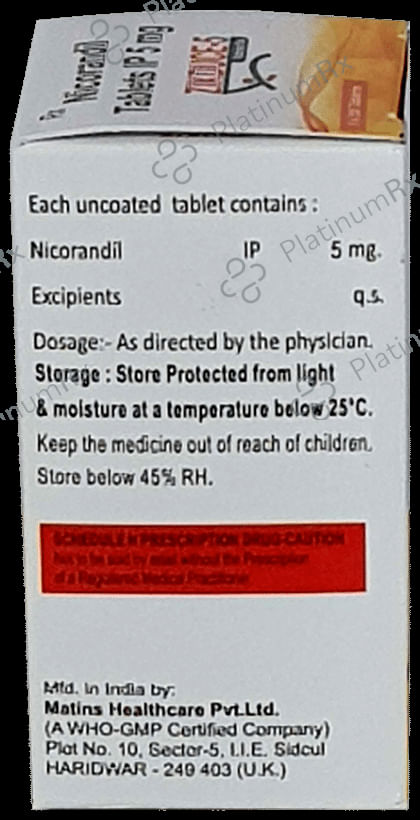 Rx
Nicorandil
Tablets IP 5 mg
Each uncoated tablet contains :
Nicorandil IP 5 mg.
Excipients q.s.
Dosage:- As directed by the physician.
Storage : Store Protected from light
& moisture at a temperature below 25°C.
Keep the medicine out of reach of children.
Store below 45% RH.
SCHEDULE H PRESCRIPTION DRUG-CAUTION
Not to be sold by retail without the Prescription
of a Registered Medical Practitioner
Mfd. in India by:
Matins Healthcare Pvt.Ltd.
(A WHO-GMP Certified Company)
Plot No. 10, Sector-5, I.I.E. Sidcul
HARIDWAR - 249 403 (U.K.)
PlatinumRx
PlatinumRx
PlatinumRx